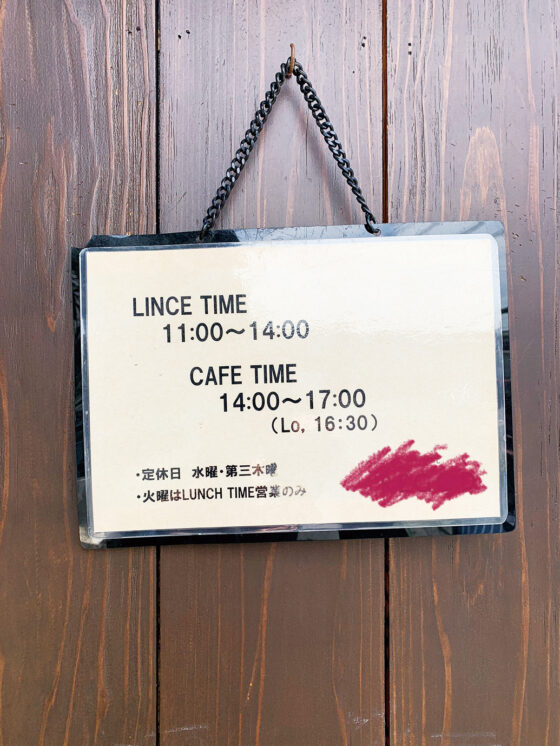 LINCE TIME
11:00〜14:00
CAFE TIME
14:00〜17:00
(Lo, 16:30)
・定休日 水曜・第三木曜
・火曜はLUNCH TIME営業のみ